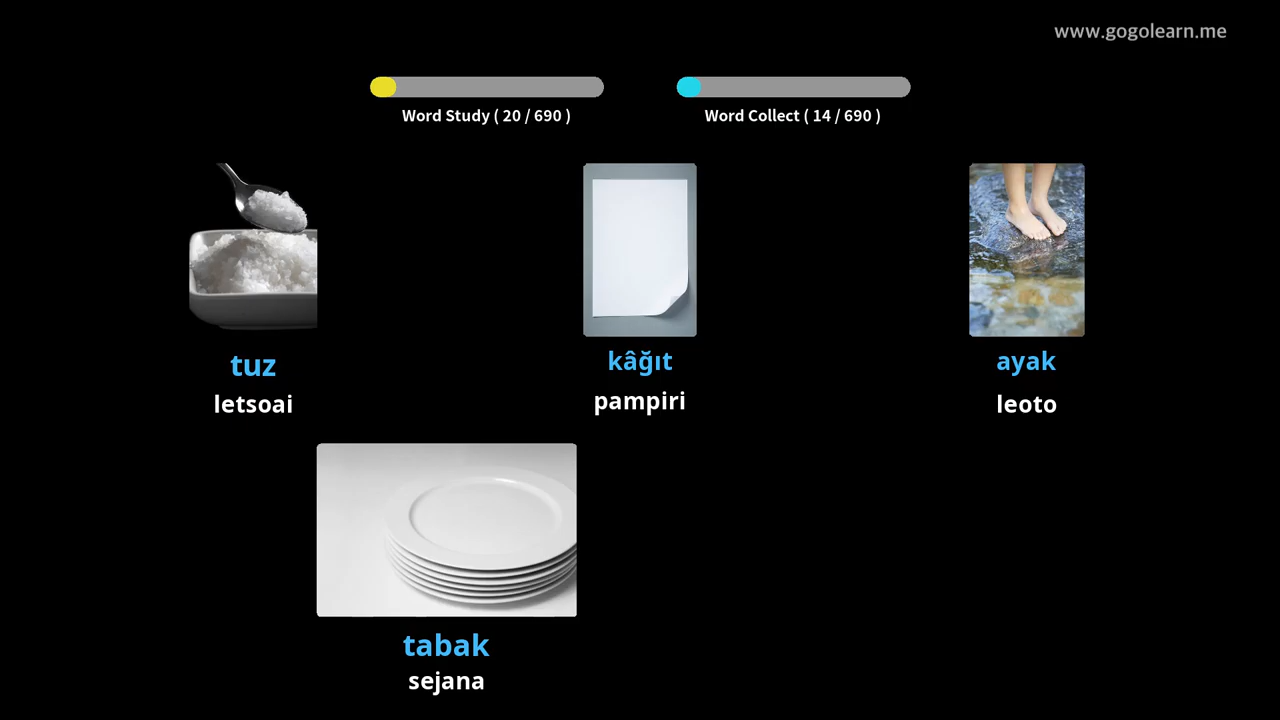 www.gogolearn.me
Word Study ( 20 / 690 )
Word Collect ( 14 / 690 )
tuz
letsoai
kâğıt
pampiri
ayak
leoto
tabak
sejana